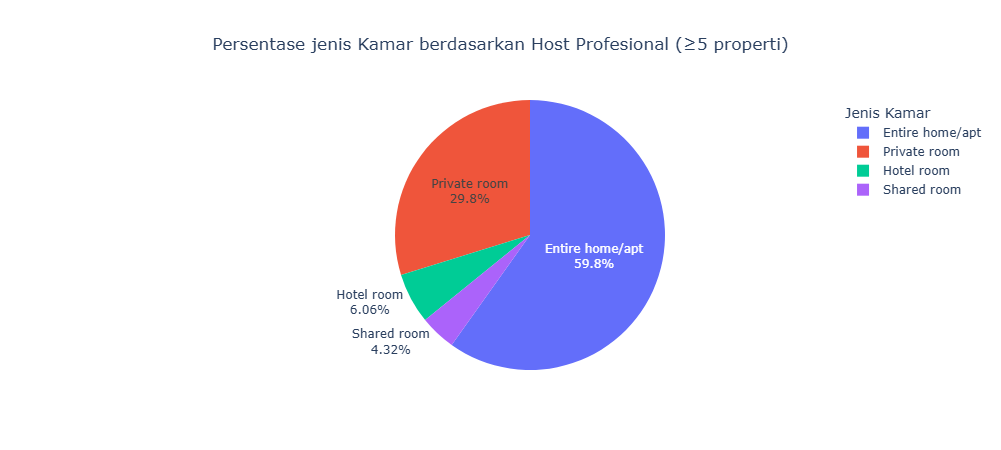 Persentase jenis Kamar berdasarkan Host Profesional (≥5 properti)
Jenis Kamar
Entire home/apt
Private room
Hotel room
Shared room
Private room
29.8%
Entire home/apt
59.8%
Hotel room
6.06%
Shared room
4.32%